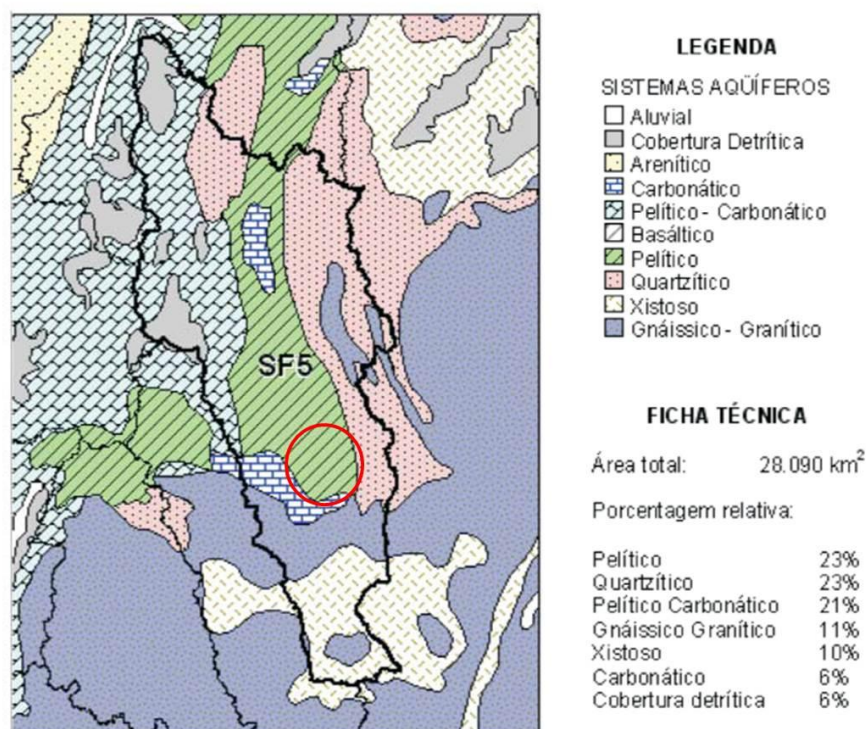 SF5
LEGENDA
SISTEMAS AQÜÍFEROS
Aluvial
Cobertura Detrítica
Arenítico
Carbonático
Pelítico - Carbonático
Basáltico
Pelítico
Quartzítico
Xistoso
Gnáissico - Granítico
FICHA TÉCNICA
Área total: 28.090 km²
Porcentagem relativa:
Pelítico 23%
Quartzítico 23%
Pelítico Carbonático 21%
Gnáissico Granítico 11%
Xistoso 10%
Carbonático 6%
Cobertura detrítica 6%